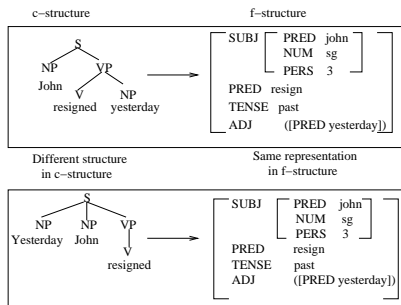 c-structure f-structure
S SUBJ PRED john
NP VP NUM sg
John V NP PERS 3
resigned yesterday PRED resign
TENSE past
ADJ ([PRED yesterday])
Different structure Same representation
in c-structure in f-structure
S SUBJ PRED john
NP NP VP NUM sg
Yesterday John PERS 3
V PRED resign
resigned TENSE past
ADJ ([PRED yesterday])